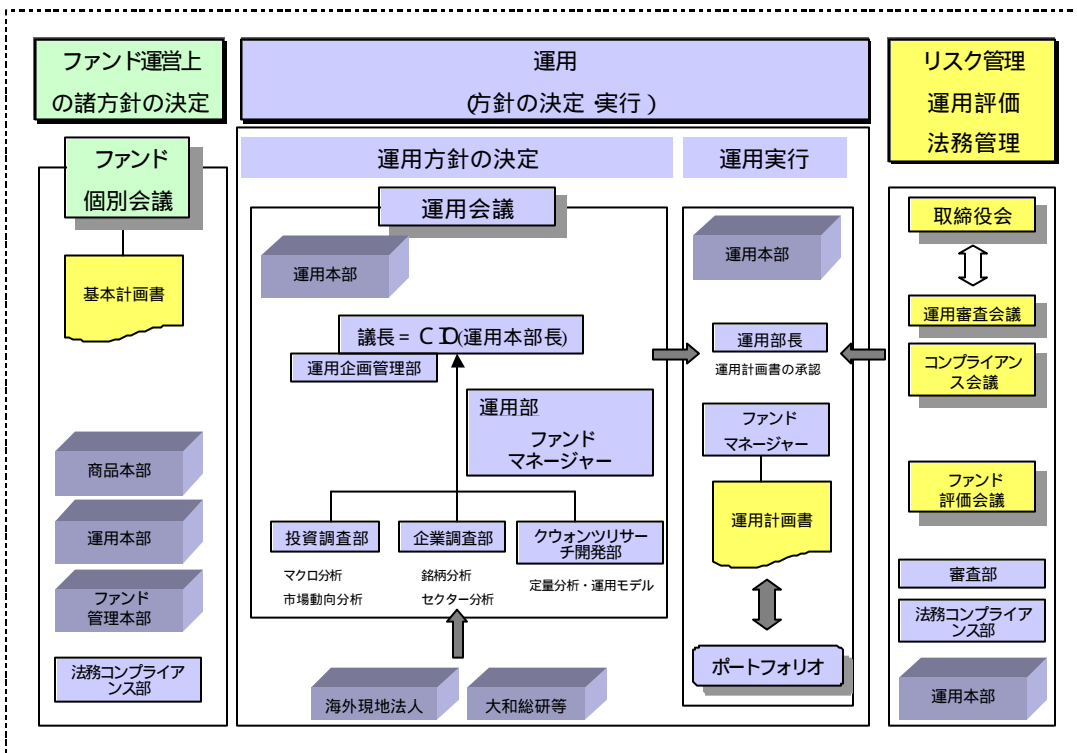 ファンド運営上
の諸方針の決定
運用
(方針の決定・実行)
リスク管理
運用評価
法務管理
ファンド
個別会議
基本計画書
商品本部
運用本部
ファンド
管理本部
法務コンプライア
ンス部
運用方針の決定
運用会議
運用本部
議長=CIO(運用本部長)
運用企画管理部
運用部
ファンド
マネージャー
投資調査部
企業調査部
クウォンツリサー
チ開発部
マクロ分析
市場動向分析
銘柄分析
セクター分析
定量分析・運用モデル
海外現地法人
大和総研等
運用実行
運用本部
運用部長
運用計画書の承認
ファンド
マネージャー
運用計画書
ポートフォリオ
取締役会
運用審査会議
コンプライアン
ス会議
ファンド
評価会議
審査部
法務コンプライア
ンス部
運用本部